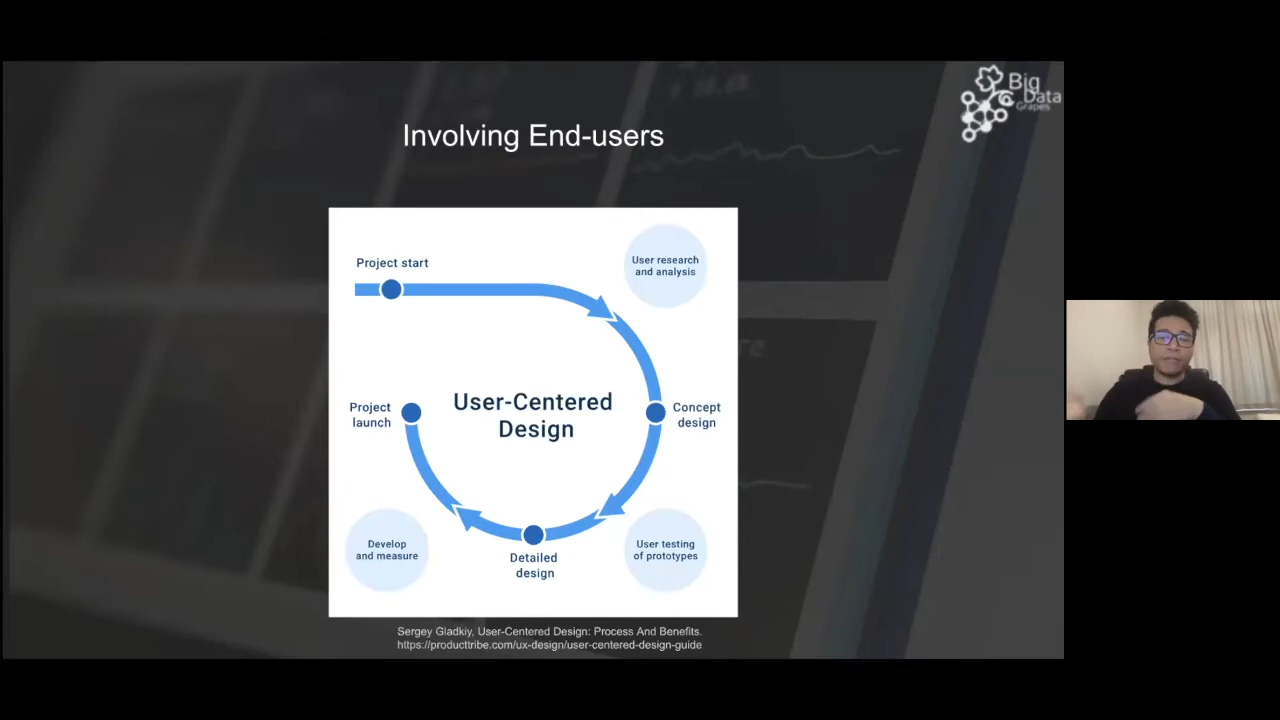 Big
Data
Grapes
Involving End-users
Project start
User research
and analysis
User-Centered
Design
Project
launch
Concept
design
Develop
and measure
Detailed
design
User testing
of prototypes
Sergey Gladkiy, User-Centered Design: Process And Benefits.
https://producttribe.com/ux-design/user-centered-design-guide